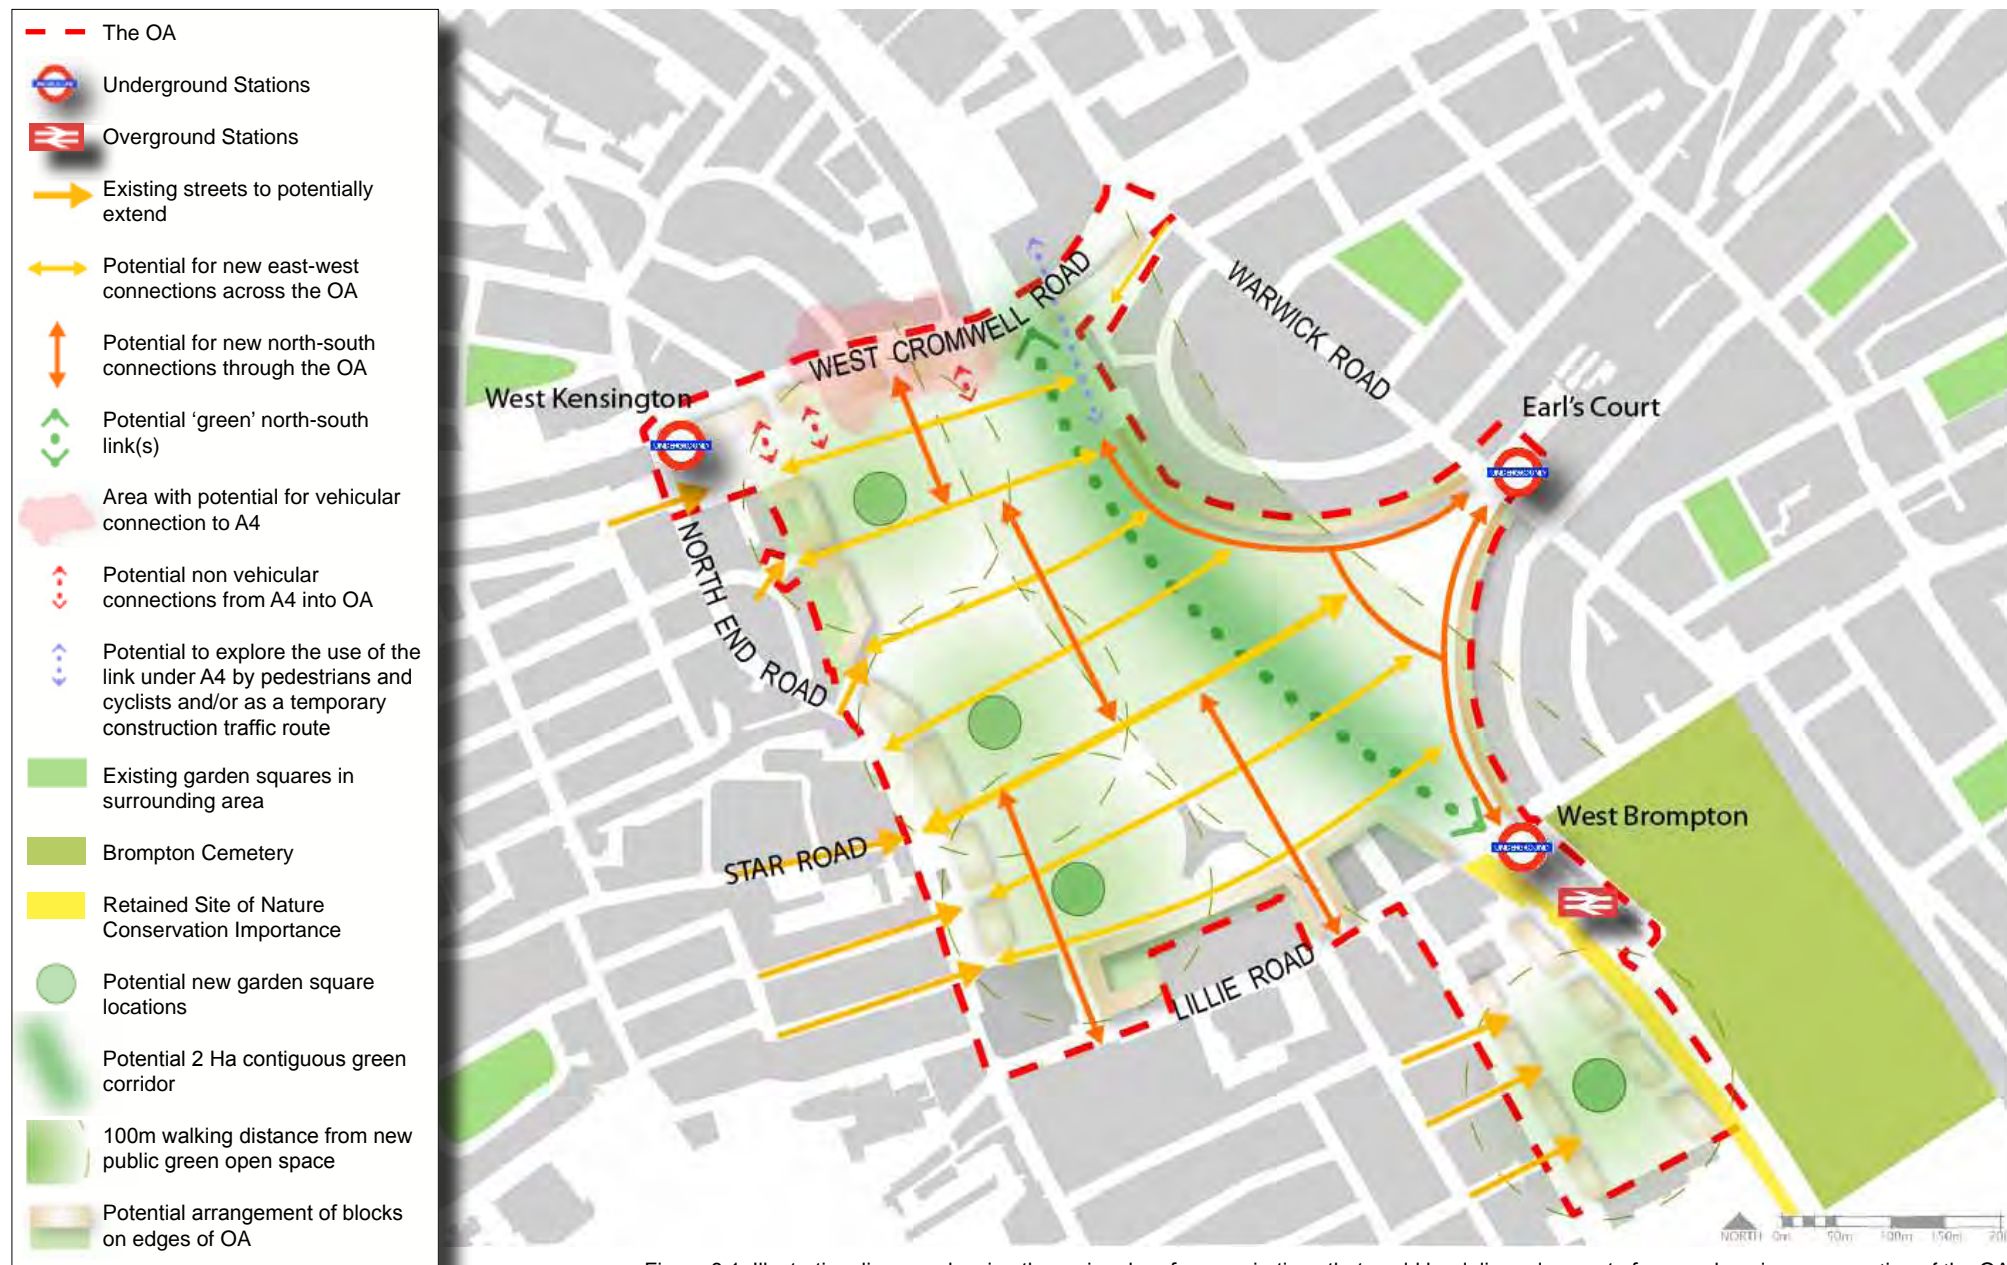 The OA
Underground Stations
Overground Stations
Existing streets to potentially
extend
Potential for new east-west
connections across the OA
Potential for new north-south
connections through the OA
Potential ‘green’ north-south
link(s)
Area with potential for vehicular
connection to A4
Potential non vehicular
connections from A4 into OA
Potential to explore the use of the
link under A4 by pedestrians and
cyclists and/or as a temporary
construction traffic route
Existing garden squares in
surrounding area
Brompton Cemetery
Retained Site of Nature
Conservation Importance
Potential new garden square
locations
Potential 2 Ha contiguous green
corridor
100m walking distance from new
public green open space
Potential arrangement of blocks
on edges of OA
WEST CROMWELL ROAD
WARWICK ROAD
West Kensington
Earl's Court
NORTH END ROAD
West Brompton
STAR ROAD
LILLIE ROAD
NORTH
0m 50m 100m 150m